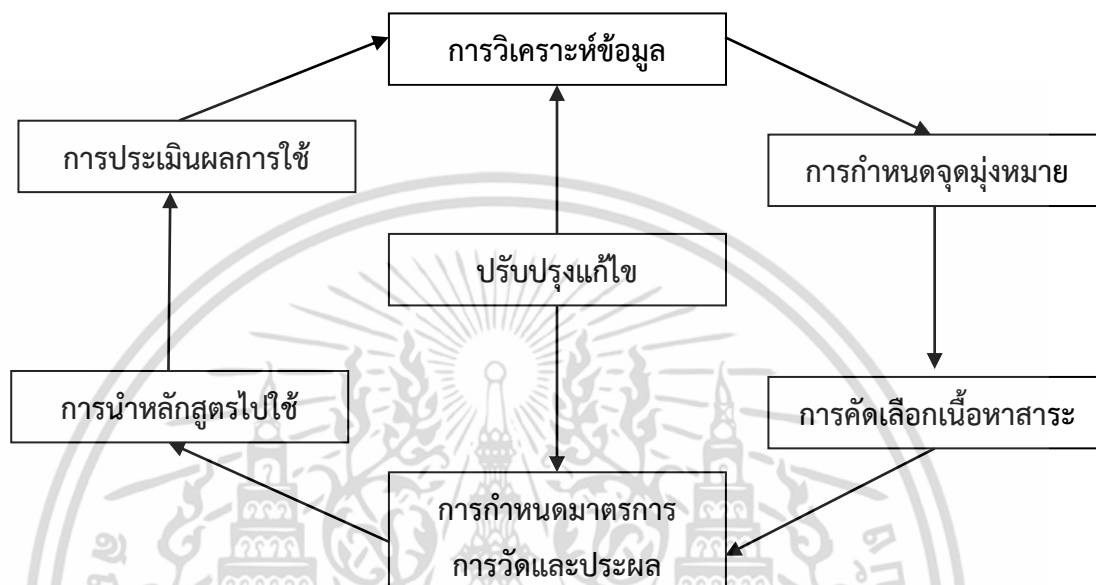 การวิเคราะห์ข้อมูล
การประเมินผลการใช้
การกำหนดจุดมุ่งหมาย
ปรับปรุงแก้ไข
การนำหลักสูตรไปใช้
การคัดเลือกเนื้อหาสาระ
การกำหนดมาตรการ
การวัดและประผล